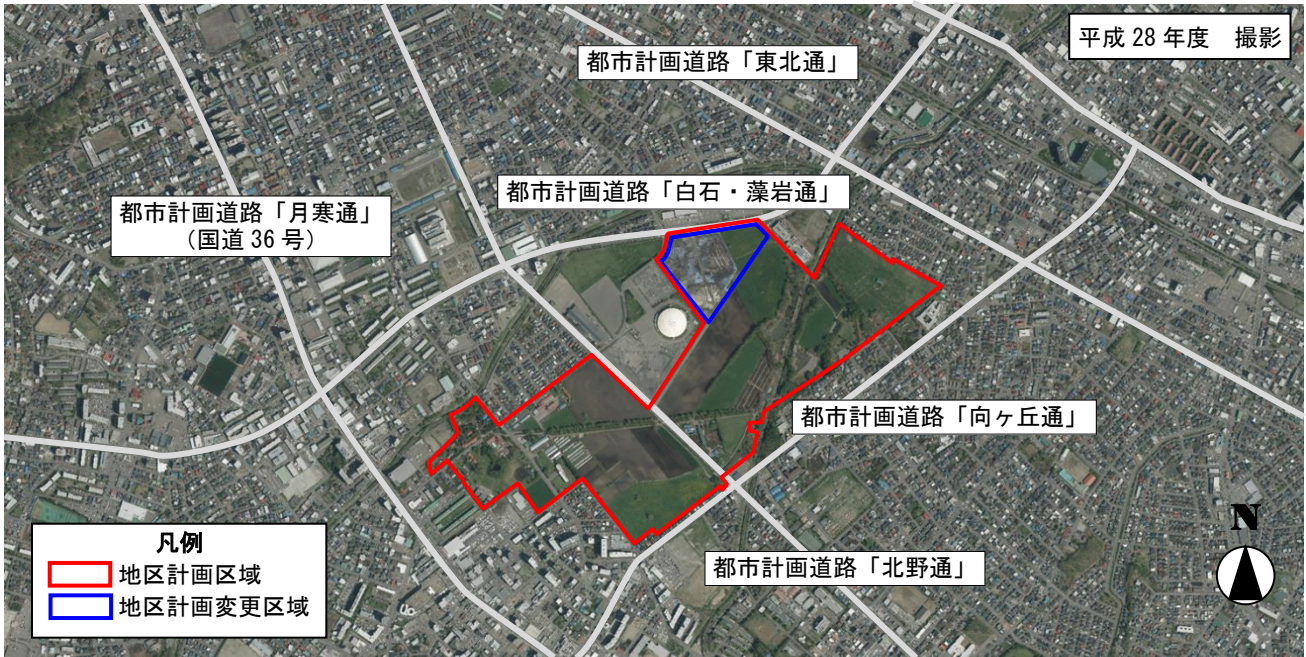 平成 28 年度　撮影
都市計画道路「東北通」
都市計画道路「白石・藻岩通」
都市計画道路「月寒通」
（国道 36 号）
都市計画道路「向ヶ丘通」
都市計画道路「北野通」
凡例
地区計画区域
地区計画変更区域
N